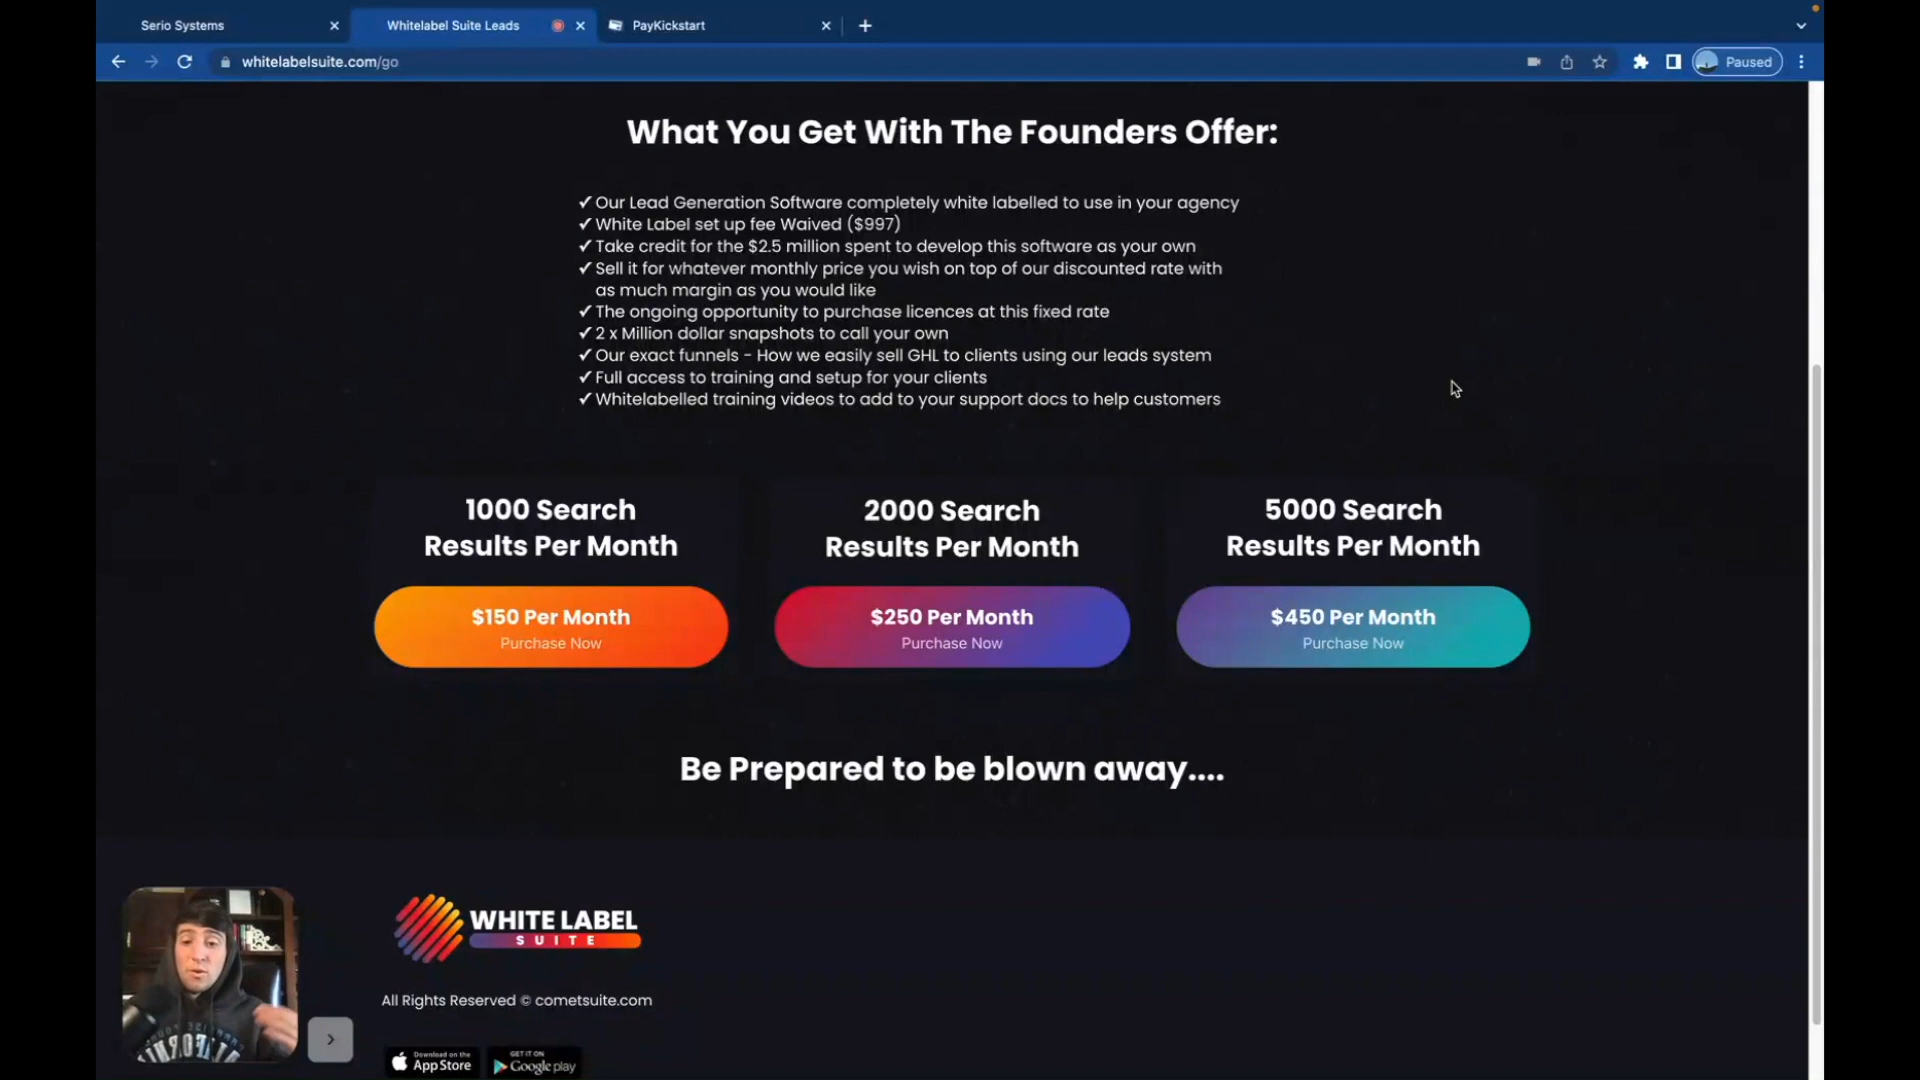 Serio Systems
Whitelabel Suite Leads
PayKickstart
whitelabelsuite.com/go
Paused
What You Get With The Founders Offer:
✓ Our Lead Generation Software completely white labelled to use in your agency
✓ White Label set up fee Waived ($997)
✓ Take credit for the $2.5 million spent to develop this software as your own
✓ Sell it for whatever monthly price you wish on top of our discounted rate with
as much margin as you would like
✓ The ongoing opportunity to purchase licences at this fixed rate
✓ 2 x Million dollar snapshots to call your own
✓ Our exact funnels - How we easily sell GHL to clients using our leads system
✓ Full access to training and setup for your clients
✓ Whitelabelled training videos to add to your support docs to help customers
1000 Search
Results Per Month
$150 Per Month
Purchase Now
2000 Search
Results Per Month
$250 Per Month
Purchase Now
5000 Search
Results Per Month
$450 Per Month
Purchase Now
Be Prepared to be blown away....
WHITE LABEL
SUITE
All Rights Reserved © cometsuite.com
Download on the
App Store
GET IT ON
Google play